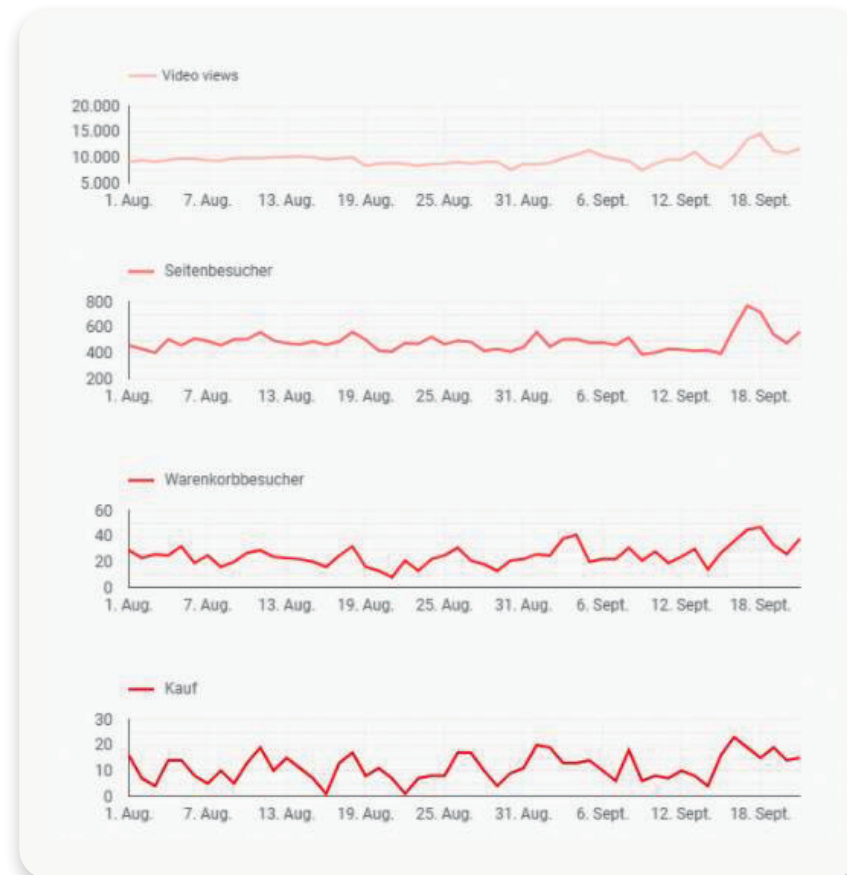 Video views
20.000
15.000
10.000
5.000
1. Aug. 7. Aug. 13. Aug. 19. Aug. 25. Aug. 31. Aug. 6. Sept. 12. Sept. 18. Sept.
Seitenbesucher
800
600
400
200
1. Aug. 7. Aug. 13. Aug. 19. Aug. 25. Aug. 31. Aug. 6. Sept. 12. Sept. 18. Sept.
Warenkorbbesucher
60
40
20
0
1. Aug. 7. Aug. 13. Aug. 19. Aug. 25. Aug. 31. Aug. 6. Sept. 12. Sept. 18. Sept.
Kauf
30
20
10
0
1. Aug. 7. Aug. 13. Aug. 19. Aug. 25. Aug. 31. Aug. 6. Sept. 12. Sept. 18. Sept.